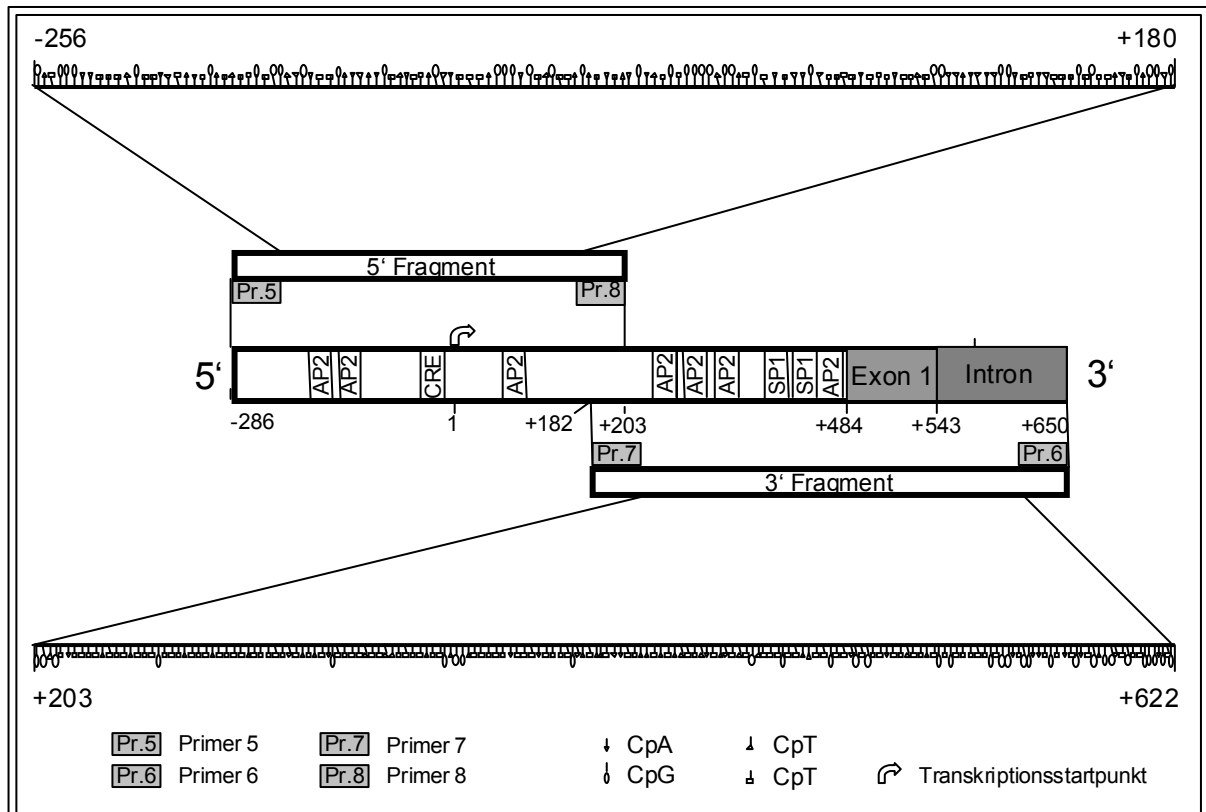 -256 +180
5‘ Fragment
Pr.5 Pr.8
5‘ AP2 AP2 CRE AP2 AP2 AP2 AP2 SP1 SP1 AP2 Exon 1 Intron 3‘
-286 1 +182 +203 +484 +543 +650
Pr.7 Pr.6
3‘ Fragment
+203 +622
Pr.5 Primer 5 Pr.7 Primer 7 CpA CpT
Pr.6 Primer 6 Pr.8 Primer 8 CpG CpT Transkriptionsstartpunkt